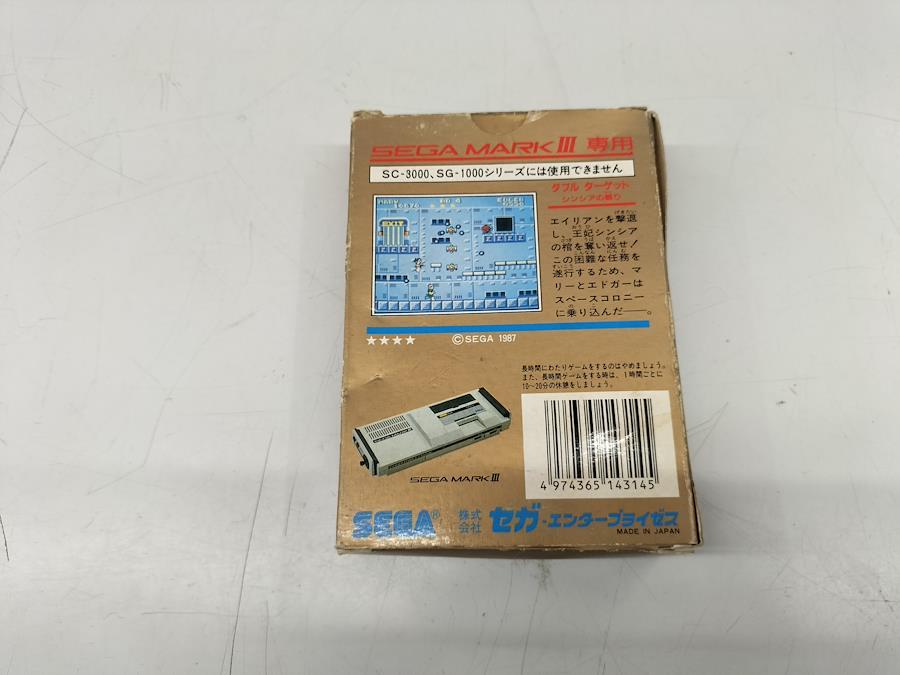 SEGA MARK III 専用
SC-3000、SG-1000シリーズには使用できません
ダブル ターゲット
シンシアの眠り
エイリアンを撃退
し、王妃シンシア
の棺を奪い返せ!
この困難な任務を
遂行するため、マ
リーとエドガーは
スペースコロニー
に乗り込んだ——。
EXIT
★★★★
©SEGA 1987
長時間にわたりゲームをするのはやめましょう。
また、長時間ゲームをする時は、1時間ごとに
10〜20分の休憩をしましょう。
SEGA MARK III
4 974365 143145
SEGA® 株式会社 セガ・エンタープライゼス
MADE IN JAPAN